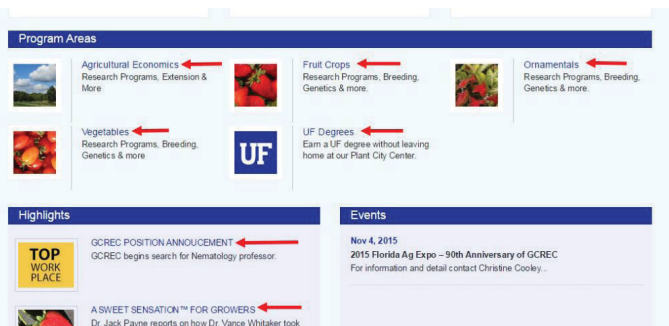 Program Areas
Agricultural Economics
Research Programs, Extension &
More
Fruit Crops
Research Programs, Breeding,
Genetics & more.
Ornamentals
Research Programs, Breeding,
Genetics & more.
Vegetables
Research Programs, Breeding,
Genetics & more
UF
UF Degrees
Earn a UF degree without leaving
home at our Plant City Center.
Highlights
TOP
WORK
PLACE
GCREC POSITION ANNOUCEMENT
GCREC begins search for Nematology professor.
A SWEET SENSATION™ FOR GROWERS
Dr. Jack Payne reports on how Dr. Vance Whitaker took
Events
Nov 4, 2015
2015 Florida Ag Expo – 90th Anniversary of GCREC
For information and detail contact Christine Cooley...